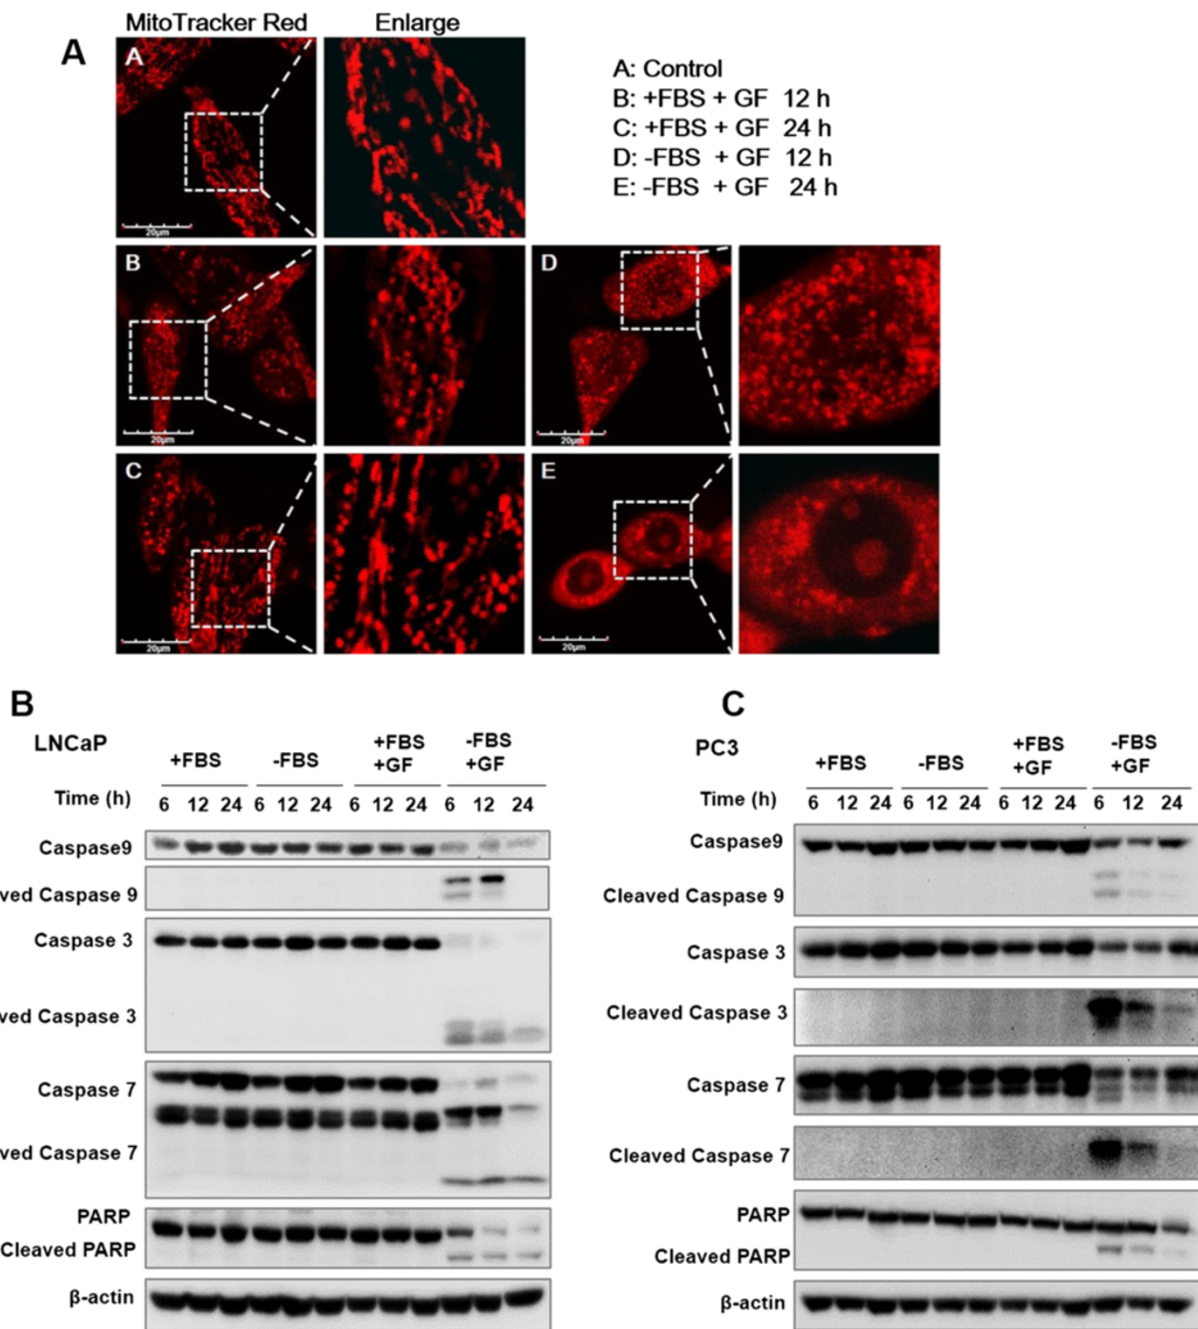 MitoTracker Red Enlarge
A
A
A: Control
B: +FBS + GF 12 h
C: +FBS + GF 24 h
D: -FBS + GF 12 h
E: -FBS + GF 24 h
20µm
B
D
20µm
20µm
C
E
20µm
20µm
B
LNCaP
+FBS
-FBS
+FBS
+GF
-FBS
+GF
Time (h)
6 12 24 6 12 24 6 12 24 6 12 24
Caspase9
ved Caspase 9
Caspase 3
ved Caspase 3
Caspase 7
ved Caspase 7
PARP
Cleaved PARP
β-actin
C
PC3
+FBS
-FBS
+FBS
+GF
-FBS
+GF
Time (h)
6 12 24 6 12 24 6 12 24 6 12 24
Caspase9
Cleaved Caspase 9
Caspase 3
Cleaved Caspase 3
Caspase 7
Cleaved Caspase 7
PARP
Cleaved PARP
β-actin